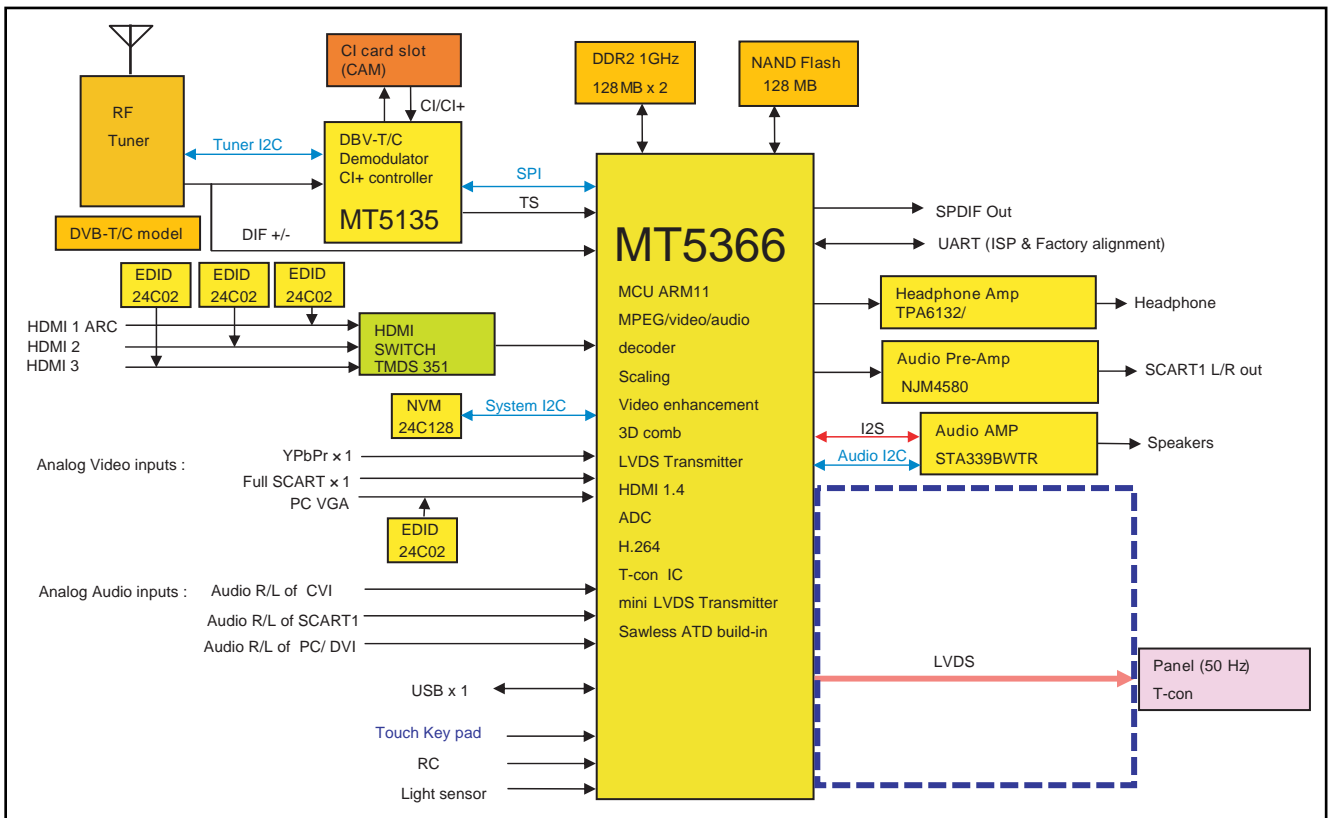 CI card slot
(CAM)
DDR2 1GHz
128MB x 2
NAND Flash
128 MB
RF
Tuner
CI/CI+
Tuner I2C
DBV-T/C
Demodulator
CI+ controller
MT5135
SPI
TS
DVB-T/C model
DIF +/-
MT5366
MCU ARM11
MPEG/video/audio
decoder
Scaling
Video enhancement
3D comb
LVDS Transmitter
HDMI 1.4
ADC
H.264
T-con IC
mini LVDS Transmitter
Sawless ATD build-in
SPDIF Out
UART (ISP & Factory alignment)
EDID
24C02
EDID
24C02
EDID
24C02
HDMI 1 ARC
HDMI 2
HDMI 3
HDMI
SWITCH
TMDS 351
Headphone Amp
TPA6132/
Headphone
Audio Pre-Amp
NJM4580
SCART1 L/R out
NVM
24C128
System I2C
I2S
Audio I2C
Audio AMP
STA339BWTR
Speakers
Analog Video inputs :
YPbPr × 1
Full SCART × 1
PC VGA
EDID
24C02
Analog Audio inputs :
Audio R/L of CVI
Audio R/L of SCART1
Audio R/L of PC/ DVI
LVDS
Panel (50 Hz)
T-con
USB x 1
Touch Key pad
RC
Light sensor